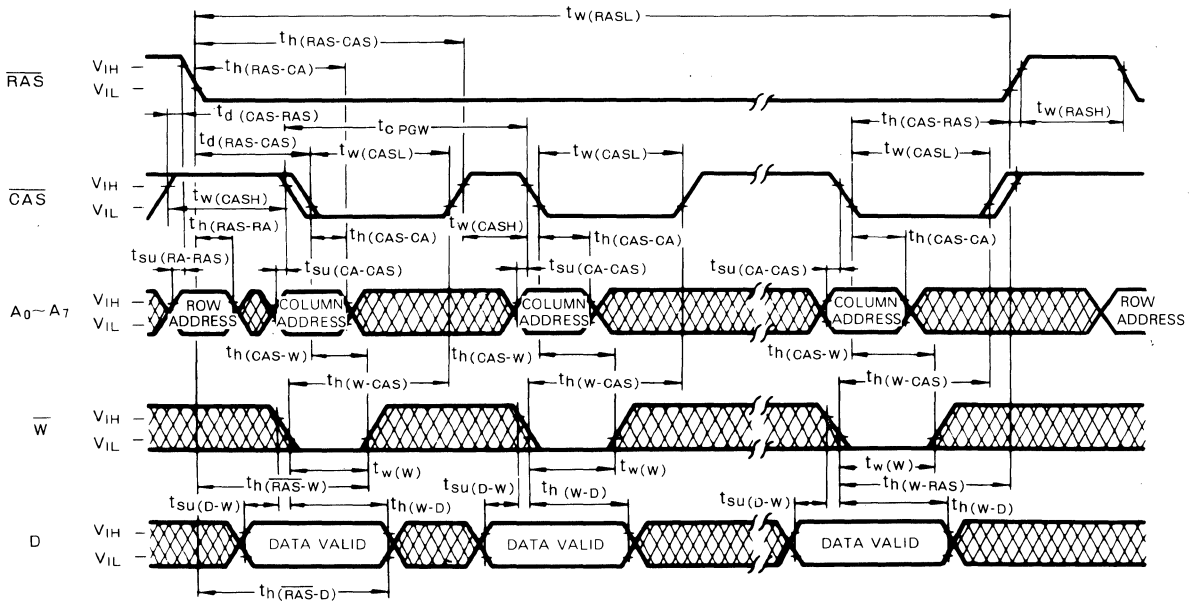 tw(RASL)
th(RAS-CAS)
th(RAS-CA)
RAS
VIH
VIL
td(CAS-RAS)
td(RAS-CAS)
tC PGW
tw(CASL)
tw(CASL)
th(CAS-RAS)
tw(CASL)
tw(RASH)
CAS
VIH
VIL
tw(CASH)
th(RAS-RA)
tw(CASH)
th(CAS-CA)
th(CAS-CA)
th(CAS-CA)
tsu(RA-RAS)
tsu(CA-CAS)
tsu(CA-CAS)
tsu(CA-CAS)
A0~A7
VIH
VIL
ROW ADDRESS
COLUMN ADDRESS
COLUMN ADDRESS
COLUMN ADDRESS
ROW ADDRESS
th(CAS-W)
th(CAS-W)
th(CAS-W)
th(W-CAS)
th(W-CAS)
th(W-CAS)
W
VIH
VIL
tw(W)
tw(W)
tw(W)
th(RAS-W)
th(W-RAS)
tsu(D-W)
th(W-D)
tsu(D-W)
th(W-D)
tsu(D-W)
th(W-D)
D
VIH
VIL
DATA VALID
DATA VALID
DATA VALID
th(RAS-D)